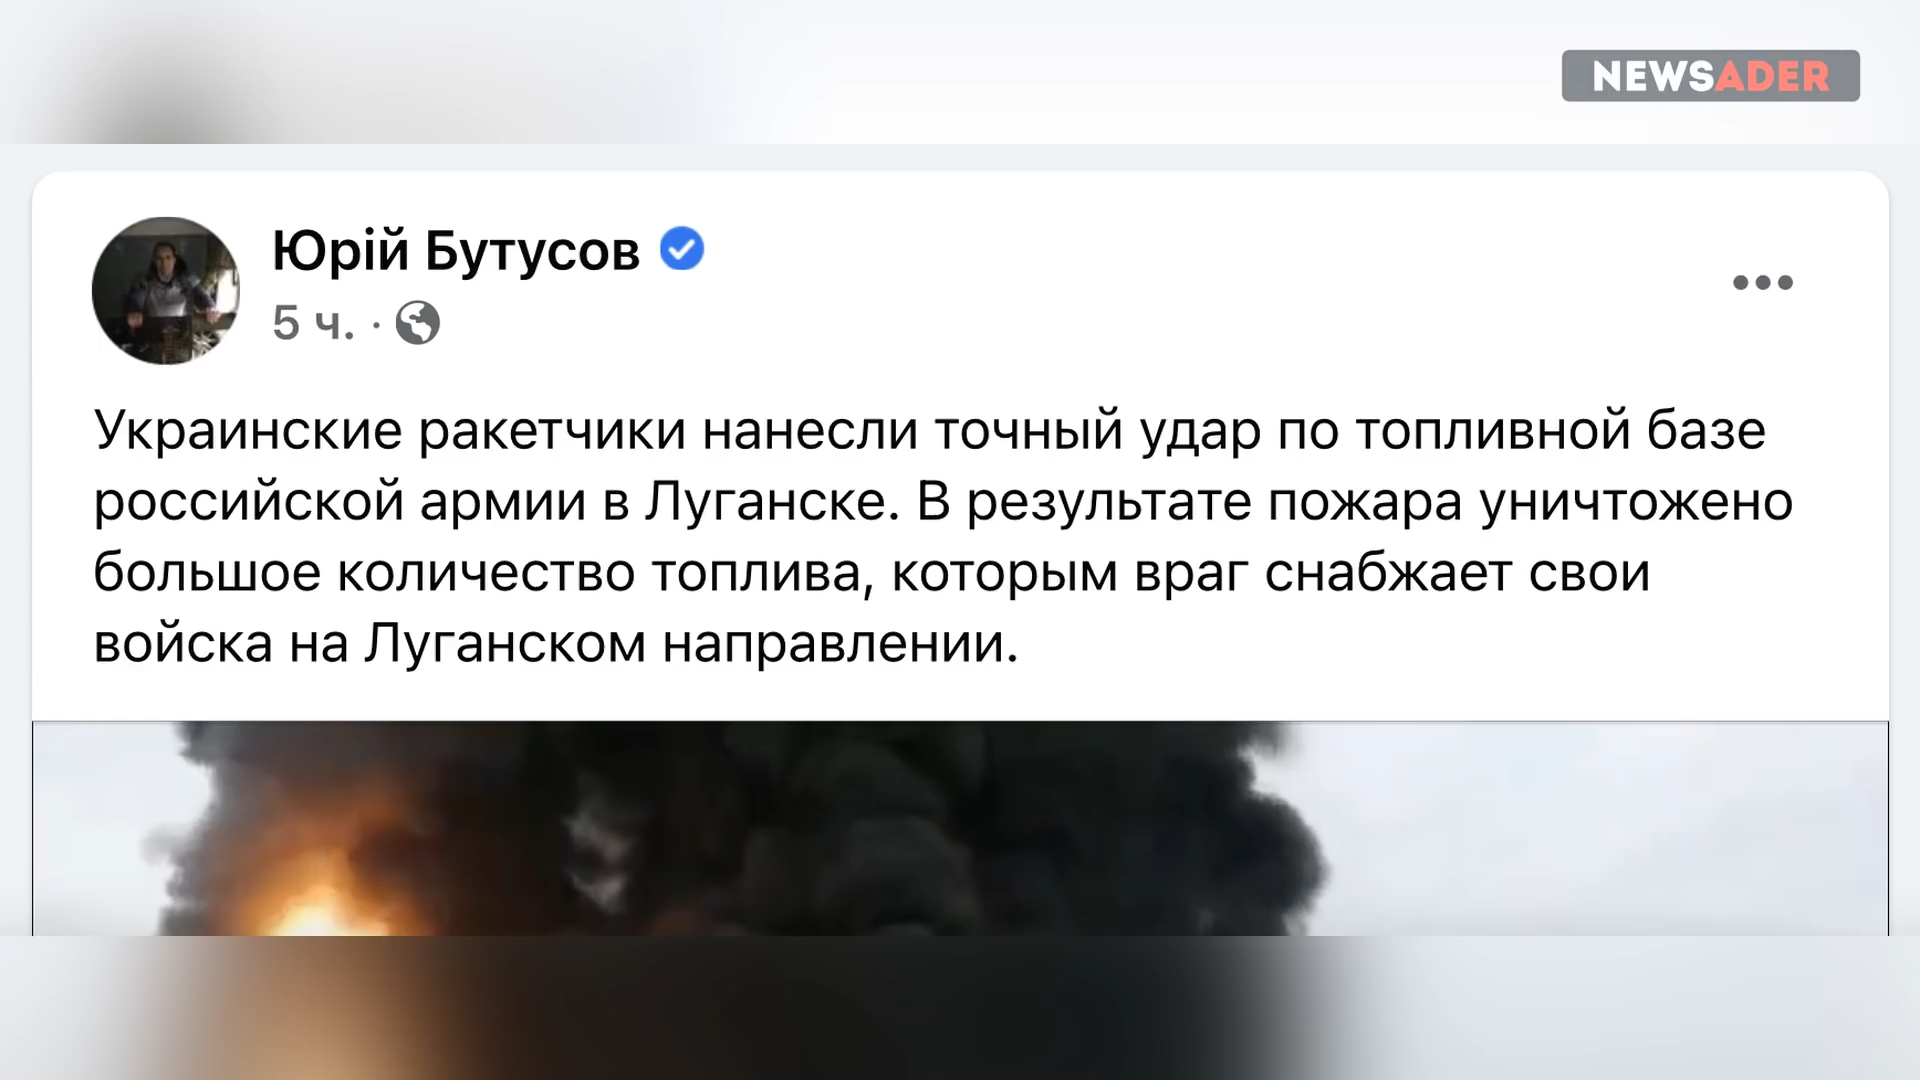 NEWSADER
Юрій Бутусов
5 ч. ·
Украинские ракетчики нанесли точный удар по топливной базе
российской армии в Луганске. В результате пожара уничтожено
большое количество топлива, которым враг снабжает свои
войска на Луганском направлении.